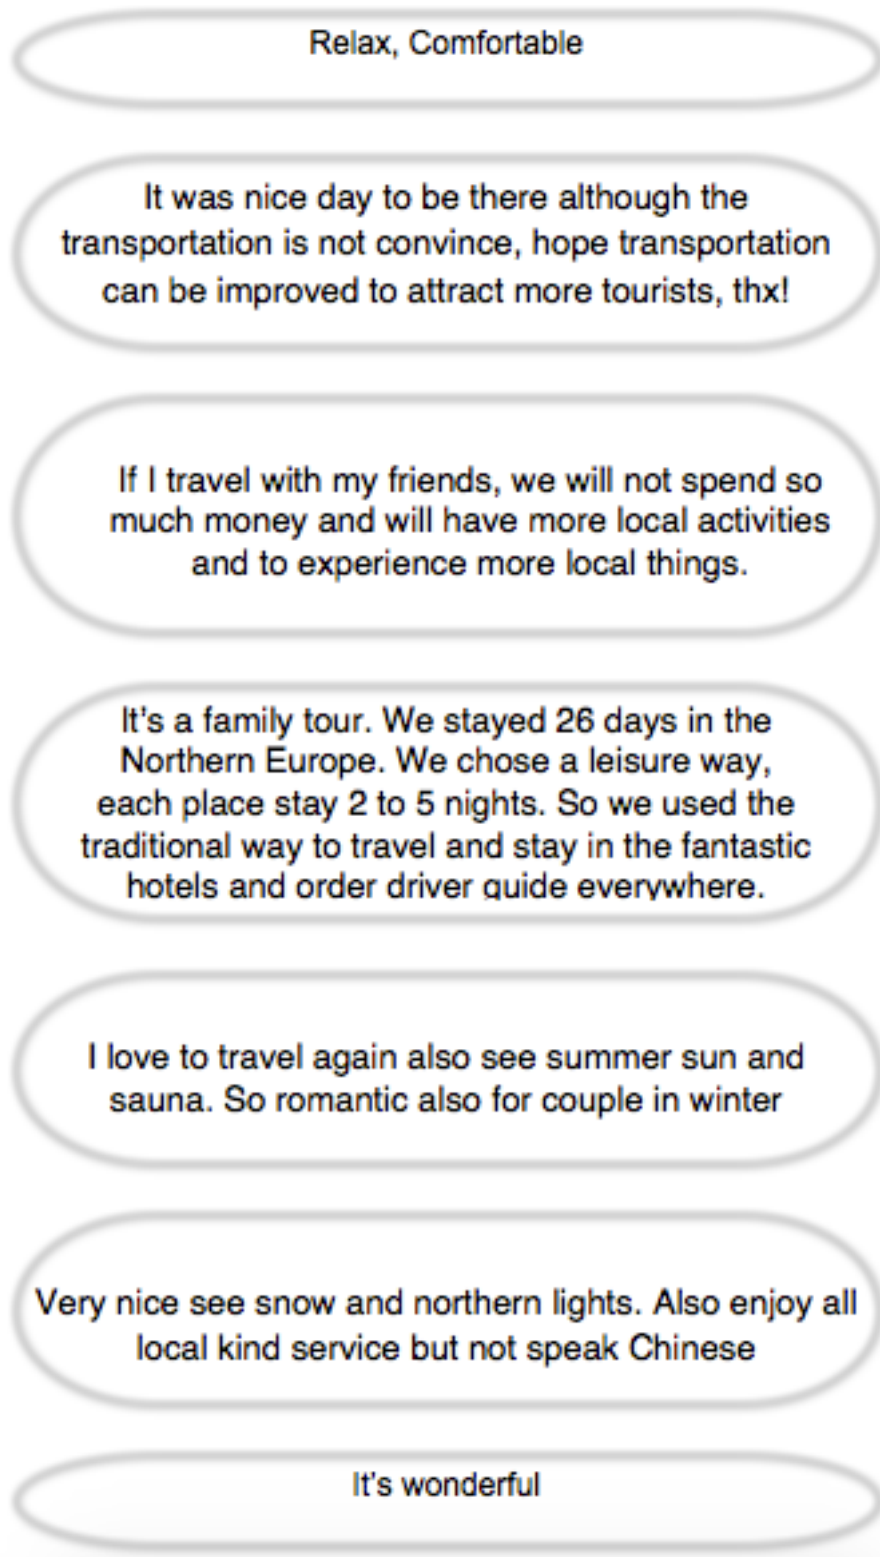 Relax, Comfortable
It was nice day to be there although the
transportation is not convince, hope transportation
can be improved to attract more tourists, thx!
If I travel with my friends, we will not spend so
much money and will have more local activities
and to experience more local things.
It's a family tour. We stayed 26 days in the
Northern Europe. We chose a leisure way,
each place stay 2 to 5 nights. So we used the
traditional way to travel and stay in the fantastic
hotels and order driver guide everywhere.
I love to travel again also see summer sun and
sauna. So romantic also for couple in winter
Very nice see snow and northern lights. Also enjoy all
local kind service but not speak Chinese
It's wonderful